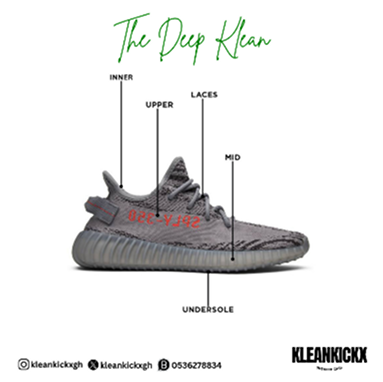 The Deep Klean
INNER
LACES
UPPER
MID
UNDERSOLE
KLEANKICKX
kleankickxgh kleankickxgh 0536278834